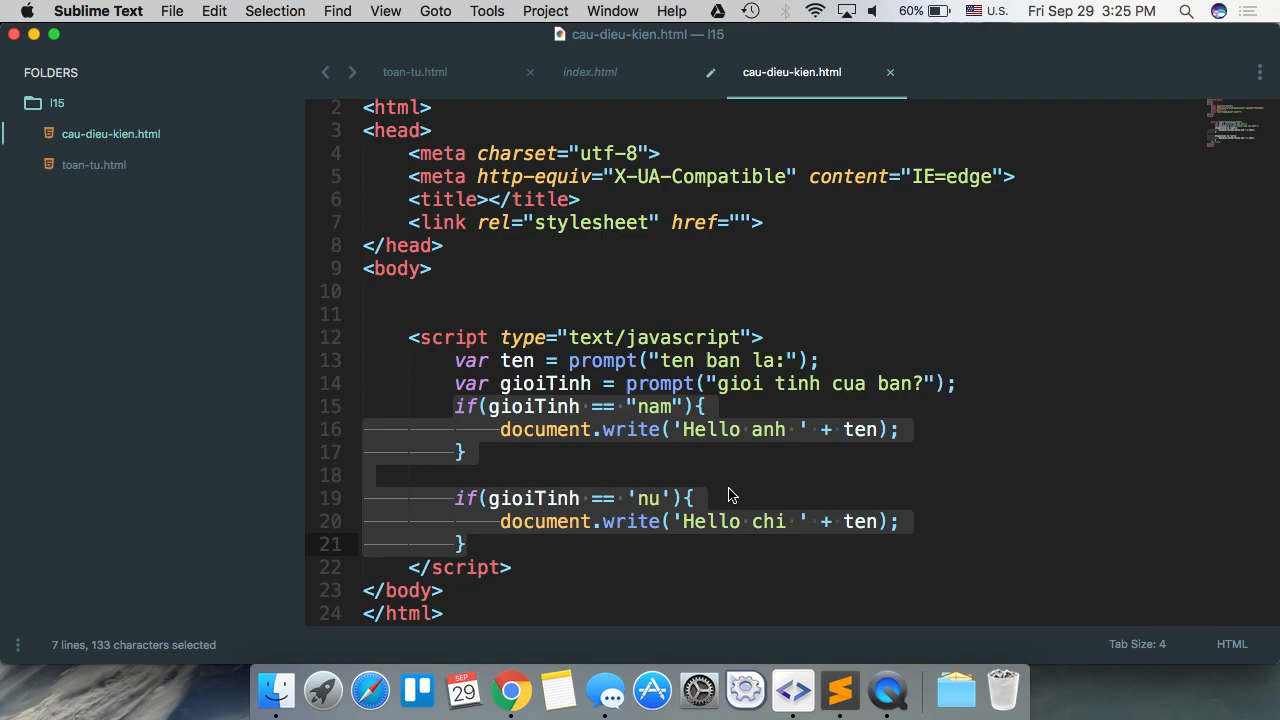 Sublime Text File Edit Selection Find View Goto Tools Project Window Help 60% U.S. Fri Sep 29 3:25 PM
cau-dieu-kien.html — l15
FOLDERS
l15
cau-dieu-kien.html
toan-tu.html
toan-tu.html index.html cau-dieu-kien.html
2 <html>
3 <head>
4 <meta charset="utf-8">
5 <meta http-equiv="X-UA-Compatible" content="IE=edge">
6 <title></title>
7 <link rel="stylesheet" href="">
8 </head>
9 <body>
10
11
12 <script type="text/javascript">
13 var ten = prompt("ten ban la:");
14 var gioiTinh = prompt("gioi tinh cua ban?");
15 if(gioiTinh == "nam"){
16 document.write('Hello anh ' + ten);
17 }
18
19 if(gioiTinh == 'nu'){
20 document.write('Hello chi ' + ten);
21 }
22 </script>
23 </body>
24 </html>
7 lines, 133 characters selected Tab Size: 4 HTML
SEP
29